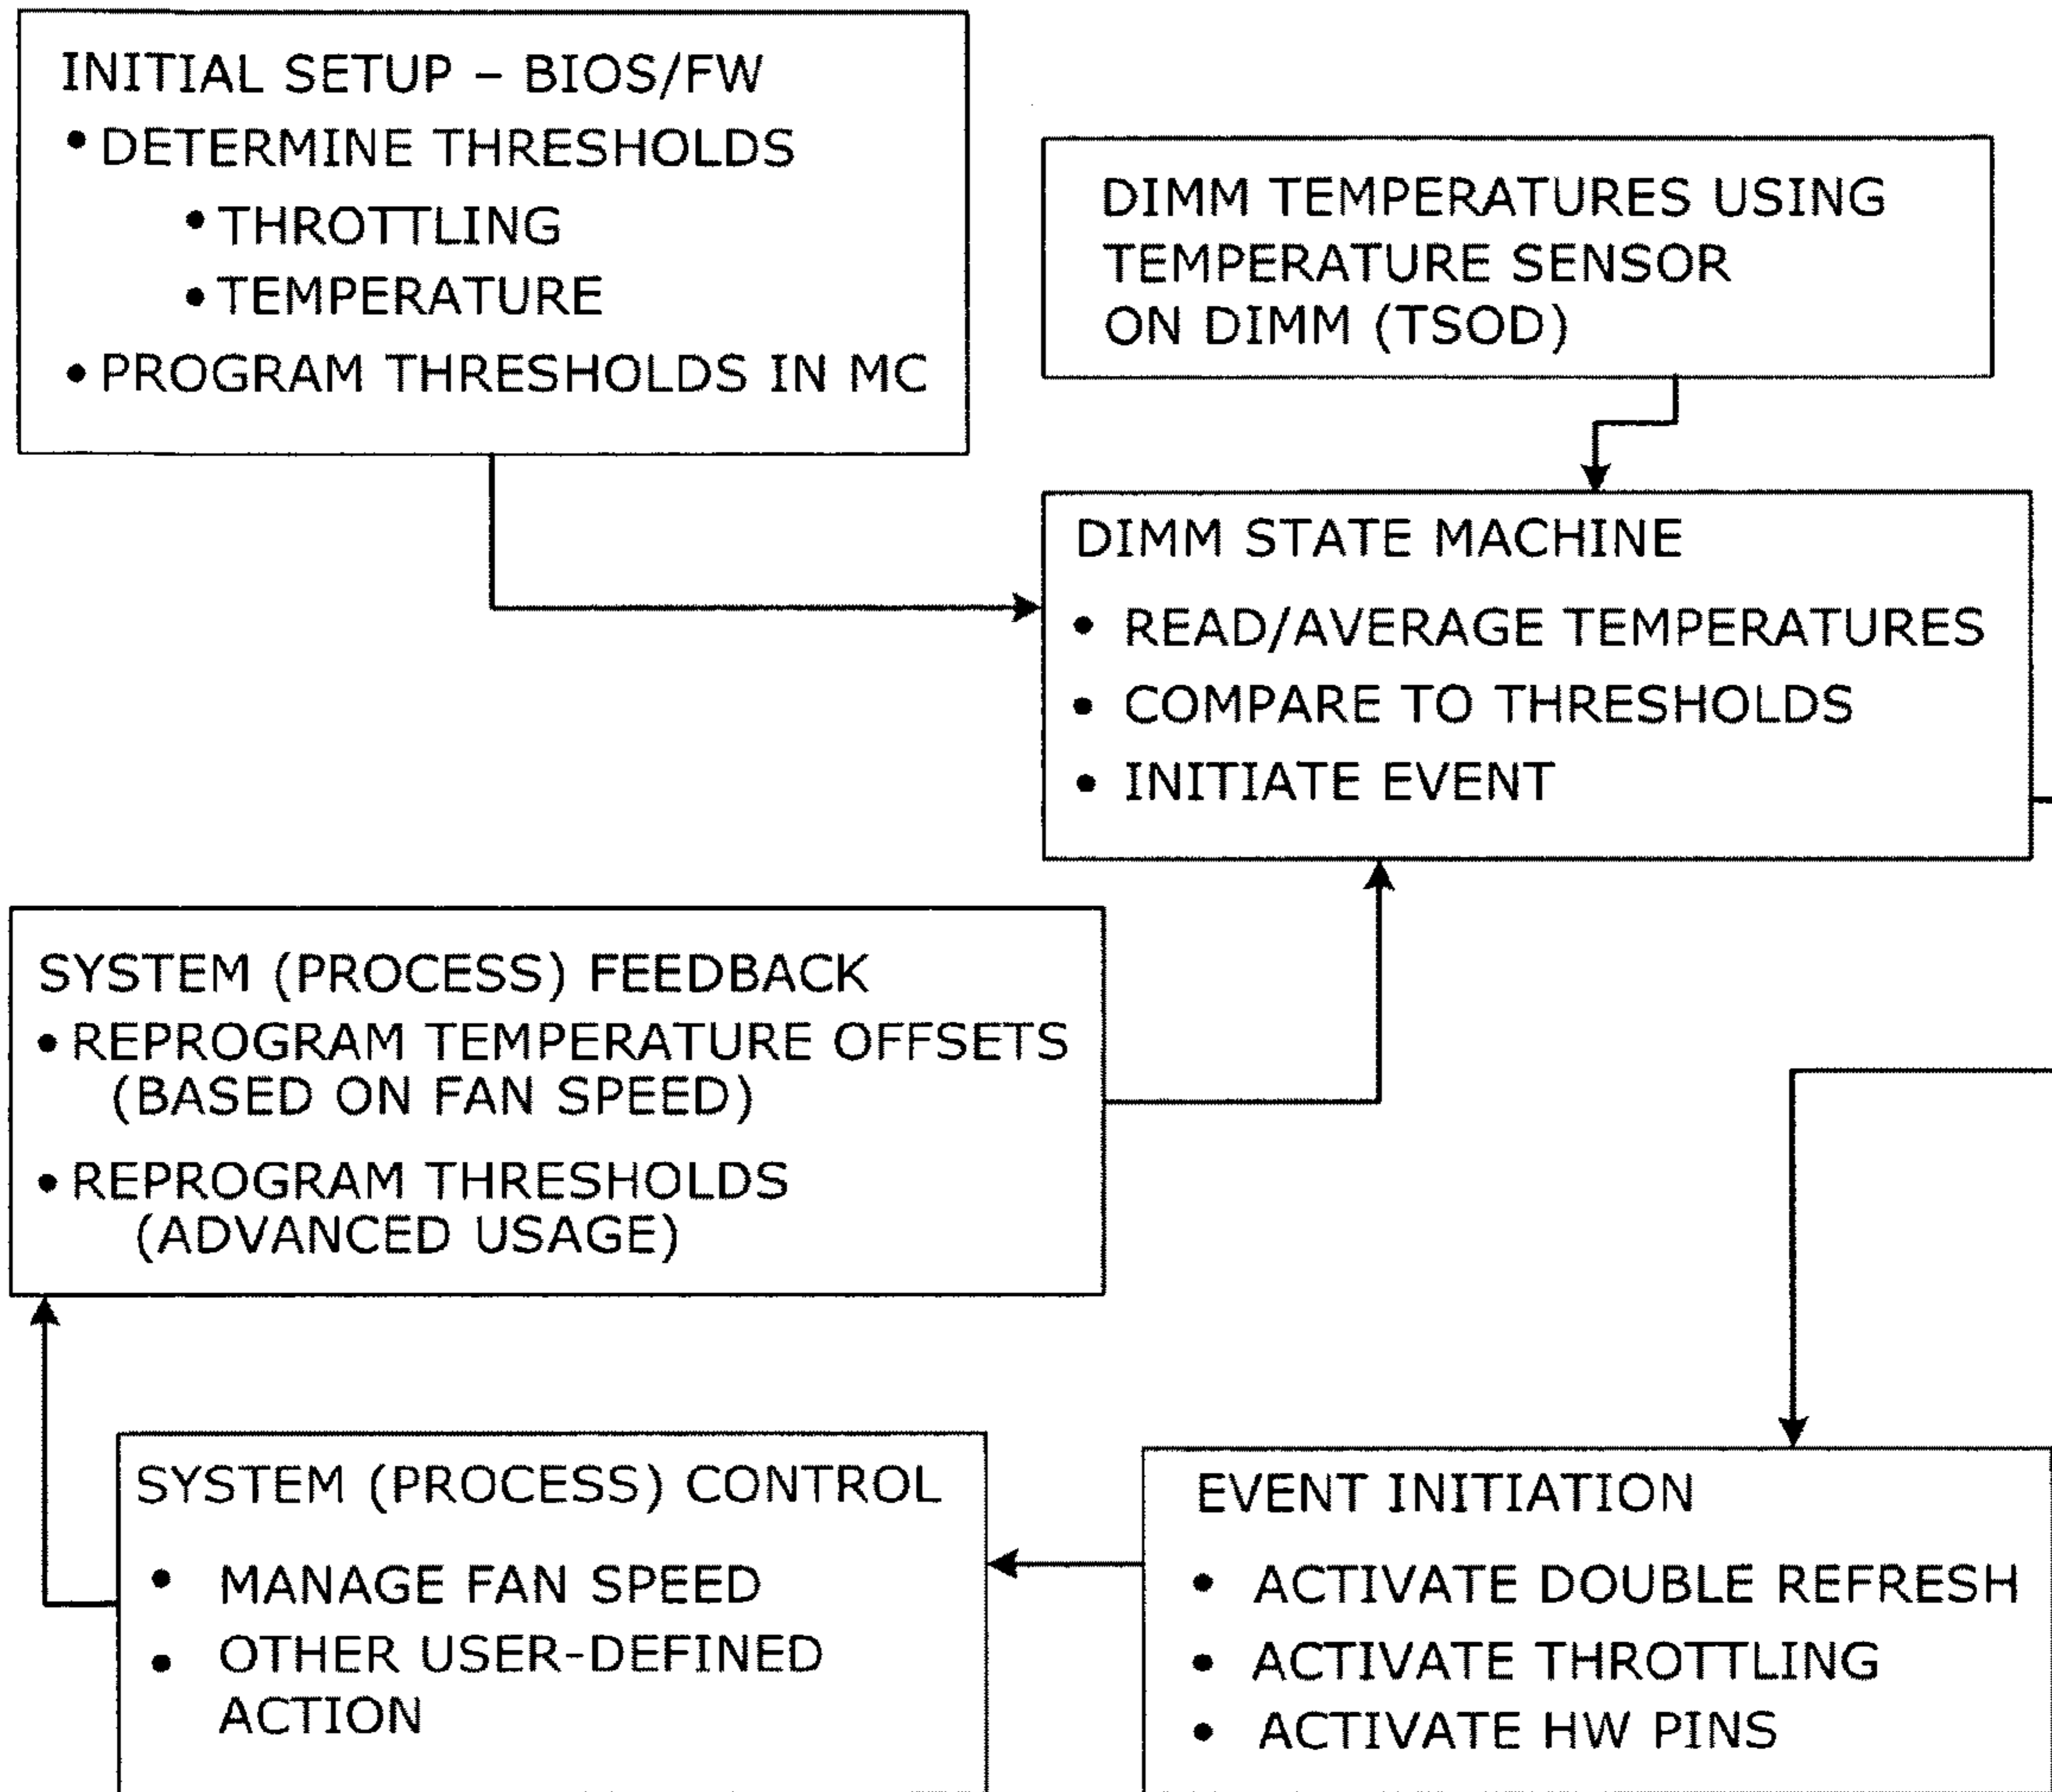 INITIAL SETUP – BIOS/FW
• DETERMINE THRESHOLDS
• THROTTLING
• TEMPERATURE
• PROGRAM THRESHOLDS IN MC
DIMM TEMPERATURES USING
TEMPERATURE SENSOR
ON DIMM (TSOD)
DIMM STATE MACHINE
• READ/AVERAGE TEMPERATURES
• COMPARE TO THRESHOLDS
• INITIATE EVENT
SYSTEM (PROCESS) FEEDBACK
• REPROGRAM TEMPERATURE OFFSETS
(BASED ON FAN SPEED)
• REPROGRAM THRESHOLDS
(ADVANCED USAGE)
SYSTEM (PROCESS) CONTROL
• MANAGE FAN SPEED
• OTHER USER-DEFINED
ACTION
EVENT INITIATION
• ACTIVATE DOUBLE REFRESH
• ACTIVATE THROTTLING
• ACTIVATE HW PINS